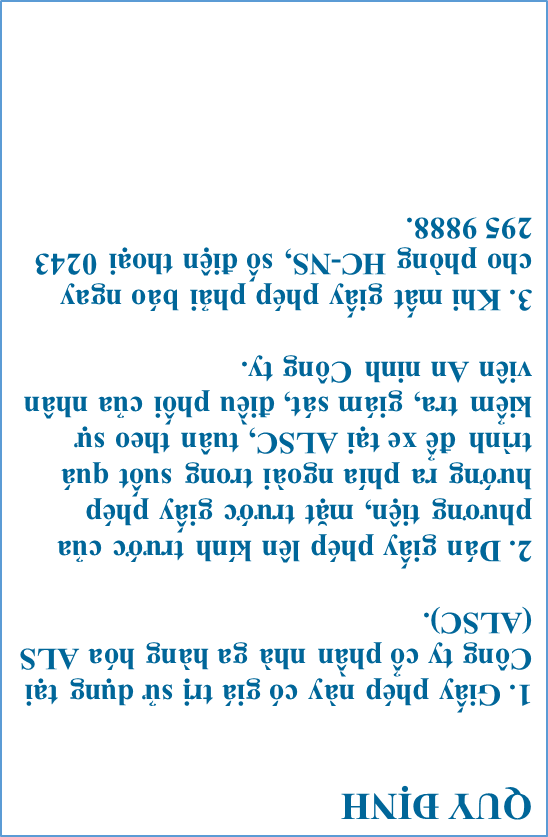 QUY ĐỊNH
1. Giấy phép này có giá trị sử dụng tại
Công ty cổ phần nhà ga hàng hóa ALS
(ALSC).
2. Dán giấy phép lên kính trước của
phương tiện, mặt trước giấy phép
hướng ra phía ngoài trong suốt quá
trình để xe tại ALSC, tuân theo sự
kiểm tra, giám sát, điều phối của nhân
viên An ninh Công ty.
3. Khi mất giấy phép phải báo ngay
cho phòng HC-NS, số điện thoại 0243
295 9888.